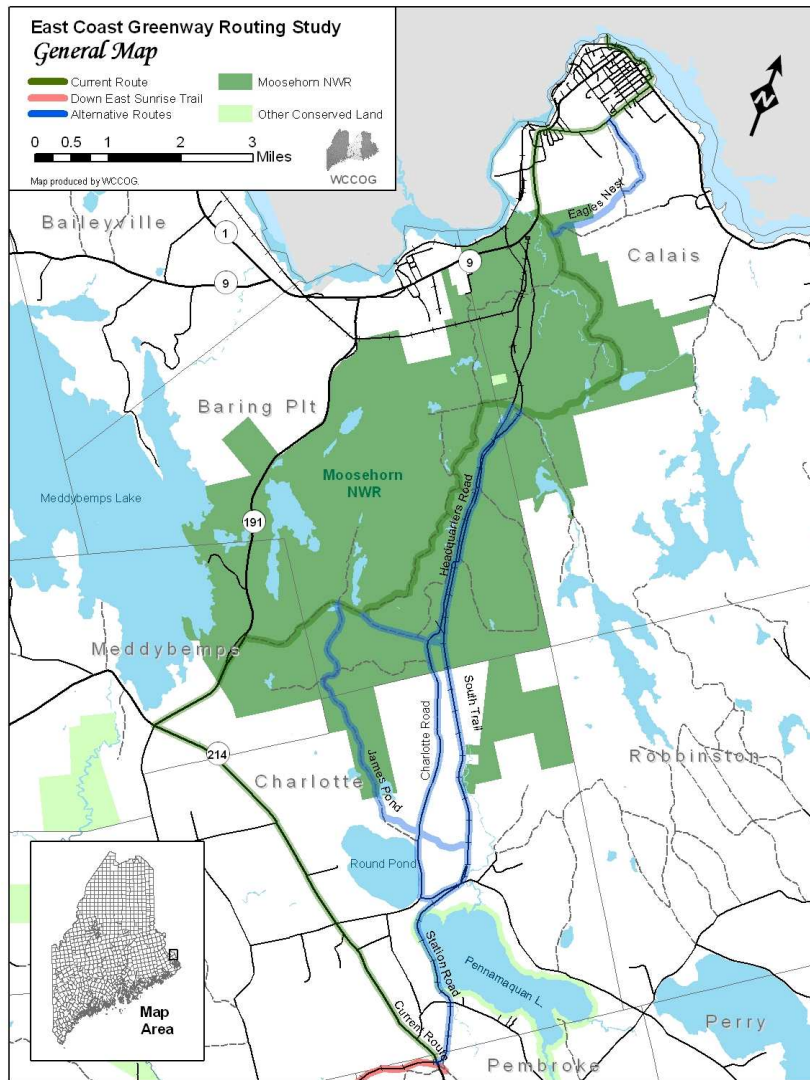 East Coast Greenway Routing Study
General Map
Current Route
Down East Sunrise Trail
Alternative Routes
Moosehorn NWR
Other Conserved Land
0 0.5 1 2 3
Miles
Map produced by WCCOG.
WCCOG
N
Baileyville
1
9
9
Eagles Nest
Calais
Baring Plt
Moosehorn
NWR
Meddybemps Lake
191
Headquarters Road
Meddybemps
South Trail
Charlotte Road
214
Charlotte
James Pond
Robbinston
Round Pond
Station Road
Pennamaquan L.
Current Route
Perry
Pembroke
Map
Area